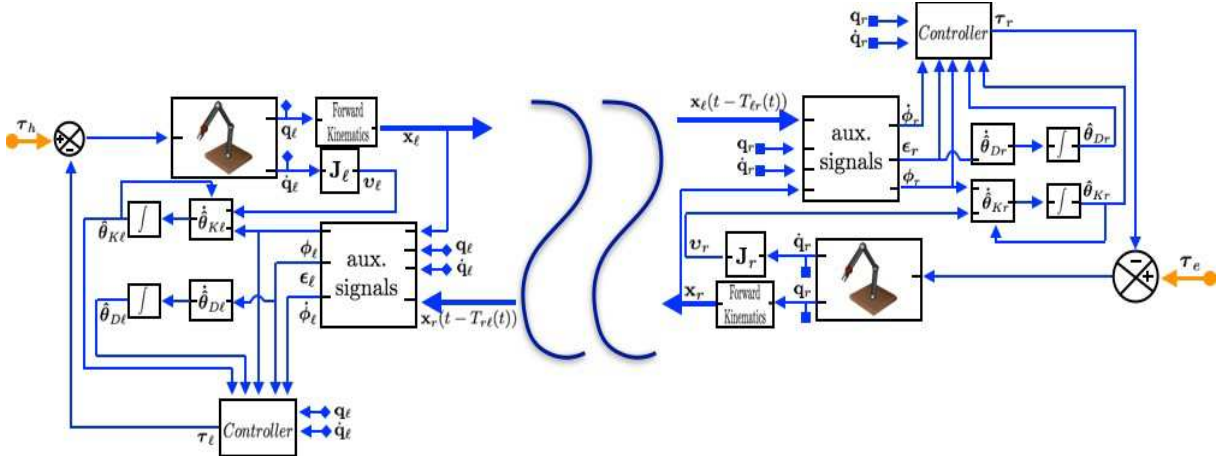 τ_h
q_ℓ
q̇_ℓ
Forward
Kinematics
x_ℓ
J_ℓ
υ_ℓ
θ̂_Kℓ
∫
θ̂̇_Kℓ
θ̂_Dℓ
∫
θ̂̇_Dℓ
ϕ_ℓ
ϵ_ℓ
ϕ̇_ℓ
aux.
signals
q_ℓ
q̇_ℓ
x_r(t − T_rℓ(t))
τ_ℓ
Controller
q_ℓ
q̇_ℓ
q_r
q̇_r
Controller
τ_r
x_ℓ(t − T_ℓr(t))
q_r
q̇_r
aux.
signals
ϕ̇_r
ϵ_r
ϕ_r
θ̂̇_Dr
∫
θ̂_Dr
θ̂̇_Kr
∫
θ̂_Kr
υ_r
J_r
q̇_r
x_r
Forward
Kinematics
q_r
τ_e